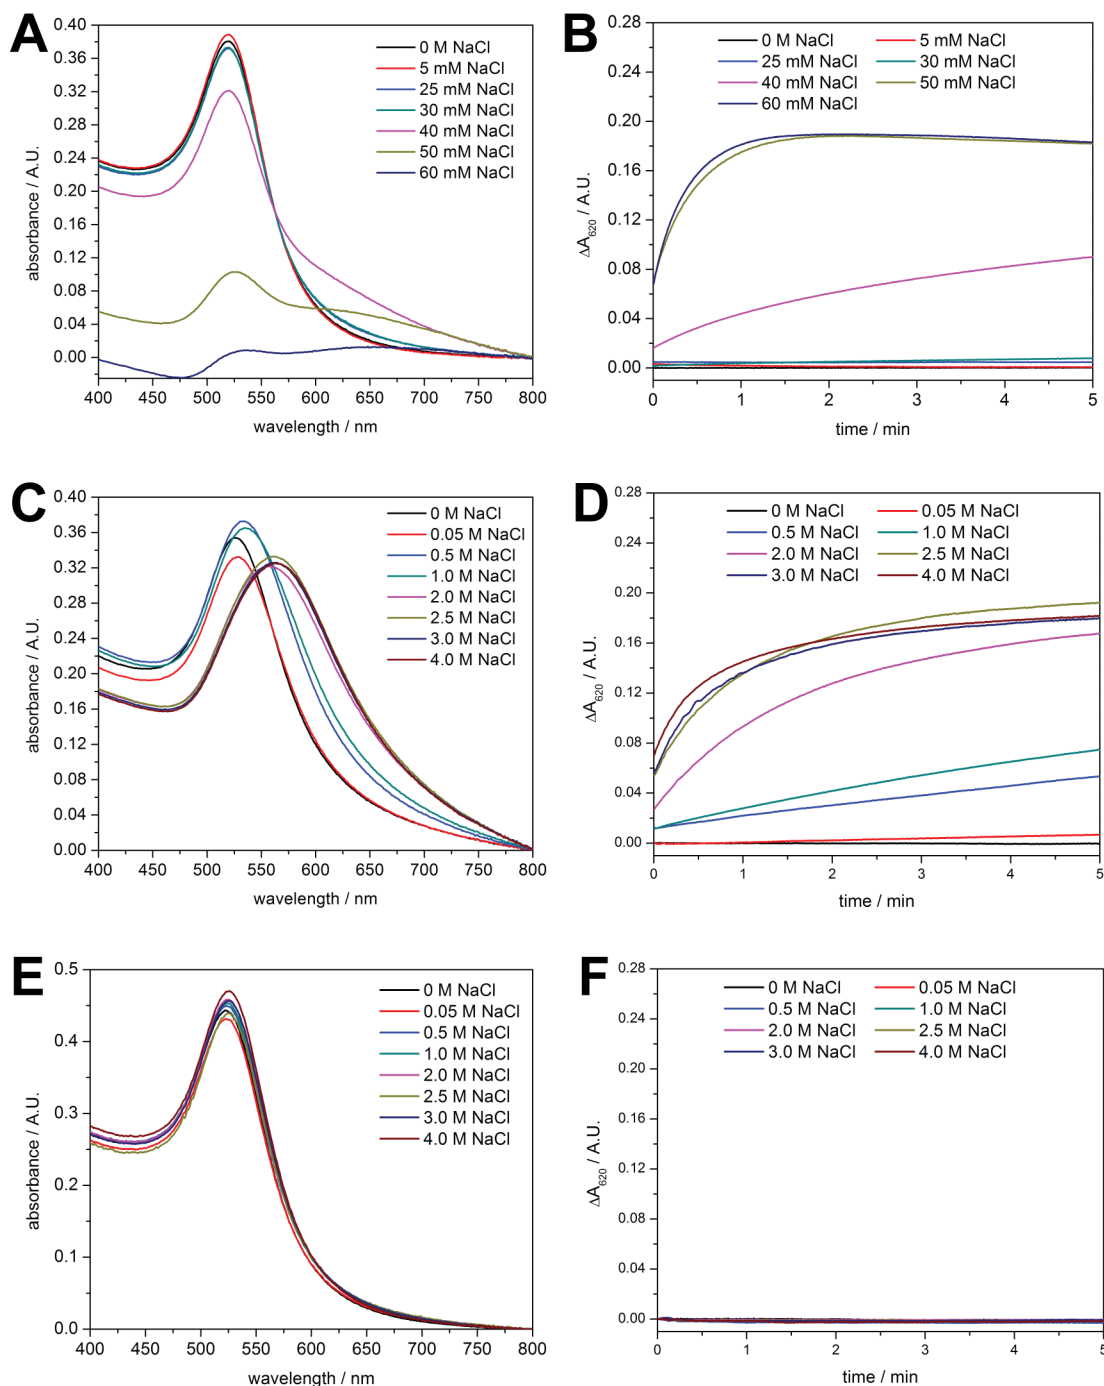 A
absorbance / A.U.
0.40
0.36
0.32
0.28
0.24
0.20
0.16
0.12
0.08
0.04
0.00
0 M NaCl
5 mM NaCl
25 mM NaCl
30 mM NaCl
40 mM NaCl
50 mM NaCl
60 mM NaCl
400 450 500 550 600 650 700 750 800
wavelength / nm
B
ΔA620 / A.U.
0.28
0.24
0.20
0.16
0.12
0.08
0.04
0.00
0 M NaCl 5 mM NaCl
25 mM NaCl 30 mM NaCl
40 mM NaCl 50 mM NaCl
60 mM NaCl
0 1 2 3 4 5
time / min
C
absorbance / A.U.
0.40
0.36
0.32
0.28
0.24
0.20
0.16
0.12
0.08
0.04
0.00
0 M NaCl
0.05 M NaCl
0.5 M NaCl
1.0 M NaCl
2.0 M NaCl
2.5 M NaCl
3.0 M NaCl
4.0 M NaCl
400 450 500 550 600 650 700 750 800
wavelength / nm
D
ΔA620 / A.U.
0.28
0.24
0.20
0.16
0.12
0.08
0.04
0.00
0 M NaCl 0.05 M NaCl
0.5 M NaCl 1.0 M NaCl
2.0 M NaCl 2.5 M NaCl
3.0 M NaCl 4.0 M NaCl
0 1 2 3 4 5
time / min
E
absorbance / A.U.
0.5
0.4
0.3
0.2
0.1
0.0
0 M NaCl
0.05 M NaCl
0.5 M NaCl
1.0 M NaCl
2.0 M NaCl
2.5 M NaCl
3.0 M NaCl
4.0 M NaCl
400 450 500 550 600 650 700 750 800
wavelength / nm
F
ΔA620 / A.U.
0.28
0.24
0.20
0.16
0.12
0.08
0.04
0.00
0 M NaCl 0.05 M NaCl
0.5 M NaCl 1.0 M NaCl
2.0 M NaCl 2.5 M NaCl
3.0 M NaCl 4.0 M NaCl
0 1 2 3 4 5
time / min